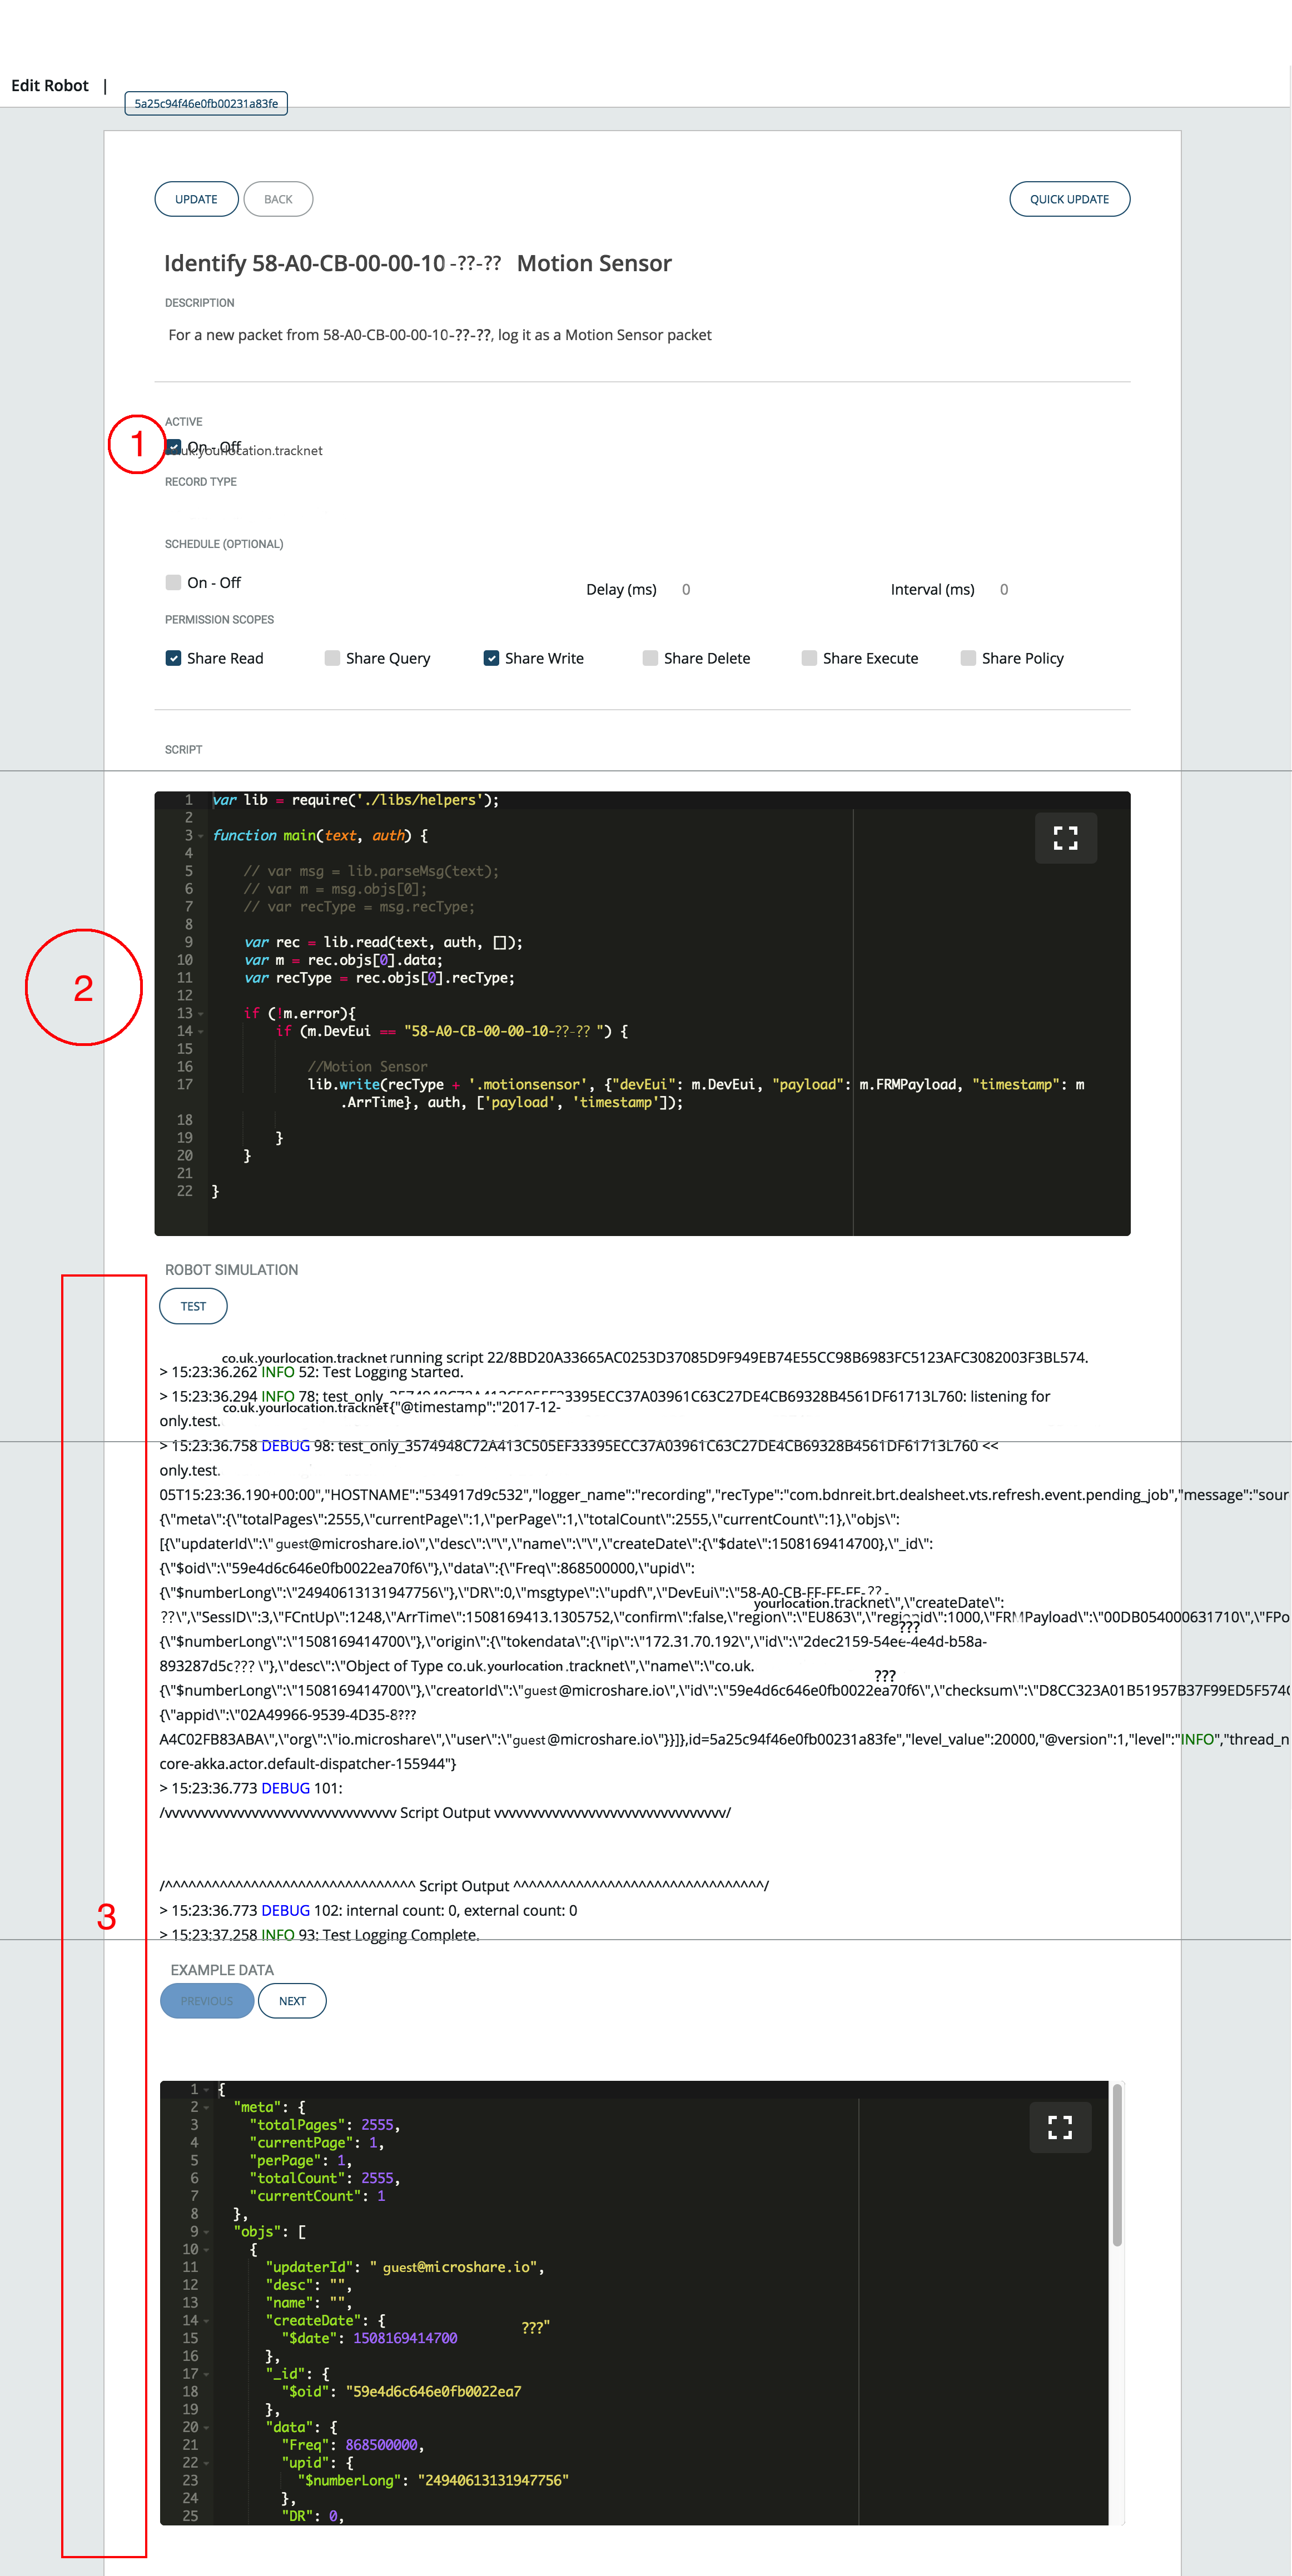 Edit Robot |
5a25c94f46e0fb00231a83fe
UPDATE BACK QUICK UPDATE
Identify 58-A0-CB-00-00-10-??-?? Motion Sensor
DESCRIPTION
For a new packet from 58-A0-CB-00-00-10-??-??, log it as a Motion Sensor packet
ACTIVE
1
On - Off
uk.yourlocation.tracknet
RECORD TYPE
SCHEDULE (OPTIONAL)
On - Off Delay (ms) 0 Interval (ms) 0
PERMISSION SCOPES
Share Read Share Query Share Write Share Delete Share Execute Share Policy
SCRIPT
2
1 var lib = require('./libs/helpers');
2
3 function main(text, auth) {
4
5 // var msg = lib.parseMsg(text);
6 // var m = msg.objs[0];
7 // var recType = msg.recType;
8
9 var rec = lib.read(text, auth, []);
10 var m = rec.objs[0].data;
11 var recType = rec.objs[0].recType;
12
13 if (!m.error){
14 if (m.DevEui == "58-A0-CB-00-00-10-??-?? ") {
15
16 //Motion Sensor
17 lib.write(recType + '.motionsensor', {"devEui": m.DevEui, "payload": m.FRMPayload, "timestamp": m
.ArrTime}, auth, ['payload', 'timestamp']);
18
19 }
20 }
21
22 }
ROBOT SIMULATION
TEST
3
co.uk.yourlocation.tracknet running script 22/8BD20A33665AC0253D37085D9F949EB74E55CC98B6983FC5123AFC3082003F3BL574.
> 15:23:36.262 INFO 52: Test Logging Started.
> 15:23:36.294 INFO 78: test_only_3574948C72A413C505EF33395ECC37A03961C63C27DE4CB69328B4561DF61713L760: listening for
co.uk.yourlocation.tracknet {"@timestamp":"2017-12-
only.test.
> 15:23:36.758 DEBUG 98: test_only_3574948C72A413C505EF33395ECC37A03961C63C27DE4CB69328B4561DF61713L760 <<
only.test.
05T15:23:36.190+00:00","HOSTNAME":"534917d9c532","logger_name":"recording","recType":"com.bdnreit.brt.dealsheet.vts.refresh.event.pending_job","message":"sour
{\"meta\":{\"totalPages\":2555,\"currentPage\":1,\"perPage\":1,\"totalCount\":2555,\"currentCount\":1},\"objs\":
[{\"updaterId\":\" guest@microshare.io\",\"desc\":\"\",\"name\":\"\",\"createDate\":{\"$date\":1508169414700},\"_id\":
{\"$oid\":\"59e4d6c646e0fb0022ea70f6\"},\"data\":{\"Freq\":868500000,\"upid\":
{\"$numberLong\":\"24940613131947756\"},\"DR\":0,\"msgtype\":\"updf\",\"DevEui\":\"58-A0-CB-FF-FF-FF-??-
yourlocation.tracknet\",\"createDate\":
??\",\"SessID\":3,\"FCntUp\":1248,\"ArrTime\":1508169413.1305752,\"confirm\":false,\"region\":\"EU863\",\"regionid\":1000,\"FRMPayload\":\"00DB054000631710\",\"FPo
???
{\"$numberLong\":\"1508169414700\"},\"origin\":{\"tokendata\":{\"ip\":\"172.31.70.192\",\"id\":\"2dec2159-54ee-4e4d-b58a-
893287d5c??? \"},\"desc\":\"Object of Type co.uk.yourlocation .tracknet\",\"name\":\"co.uk.
???
{\"$numberLong\":\"1508169414700\"},\"creatorId\":\"guest@microshare.io\",\"id\":\"59e4d6c646e0fb0022ea70f6\",\"checksum\":\"D8CC323A01B51957B37F99ED5F574
{\"appid\":\"02A49966-9539-4D35-8???
A4C02FB83ABA\",\"org\":\"io.microshare\",\"user\":\"guest@microshare.io\"}}]},id=5a25c94f46e0fb00231a83fe","level_value":20000,"@version":1,"level":"INFO","thread_n
core-akka.actor.default-dispatcher-155944"}
> 15:23:36.773 DEBUG 101:
/vvvvvvvvvvvvvvvvvvvvvvvvvvvvvvvv Script Output vvvvvvvvvvvvvvvvvvvvvvvvvvvvvvvv/
/^^^^^^^^^^^^^^^^^^^^^^^^^^^^^^^^ Script Output ^^^^^^^^^^^^^^^^^^^^^^^^^^^^^^^^/
> 15:23:36.773 DEBUG 102: internal count: 0, external count: 0
> 15:23:37.258 INFO 93: Test Logging Complete.
EXAMPLE DATA
PREVIOUS NEXT
1 {
2 "meta": {
3 "totalPages": 2555,
4 "currentPage": 1,
5 "perPage": 1,
6 "totalCount": 2555,
7 "currentCount": 1
8 },
9 "objs": [
10 {
11 "updaterId": " guest@microshare.io",
12 "desc": "",
13 "name": "",
14 "createDate": {
???"
15 "$date": 1508169414700
16 },
17 "_id": {
18 "$oid": "59e4d6c646e0fb0022ea7
19 },
20 "data": {
21 "Freq": 868500000,
22 "upid": {
23 "$numberLong": "24940613131947756"
24 },
25 "DR": 0,